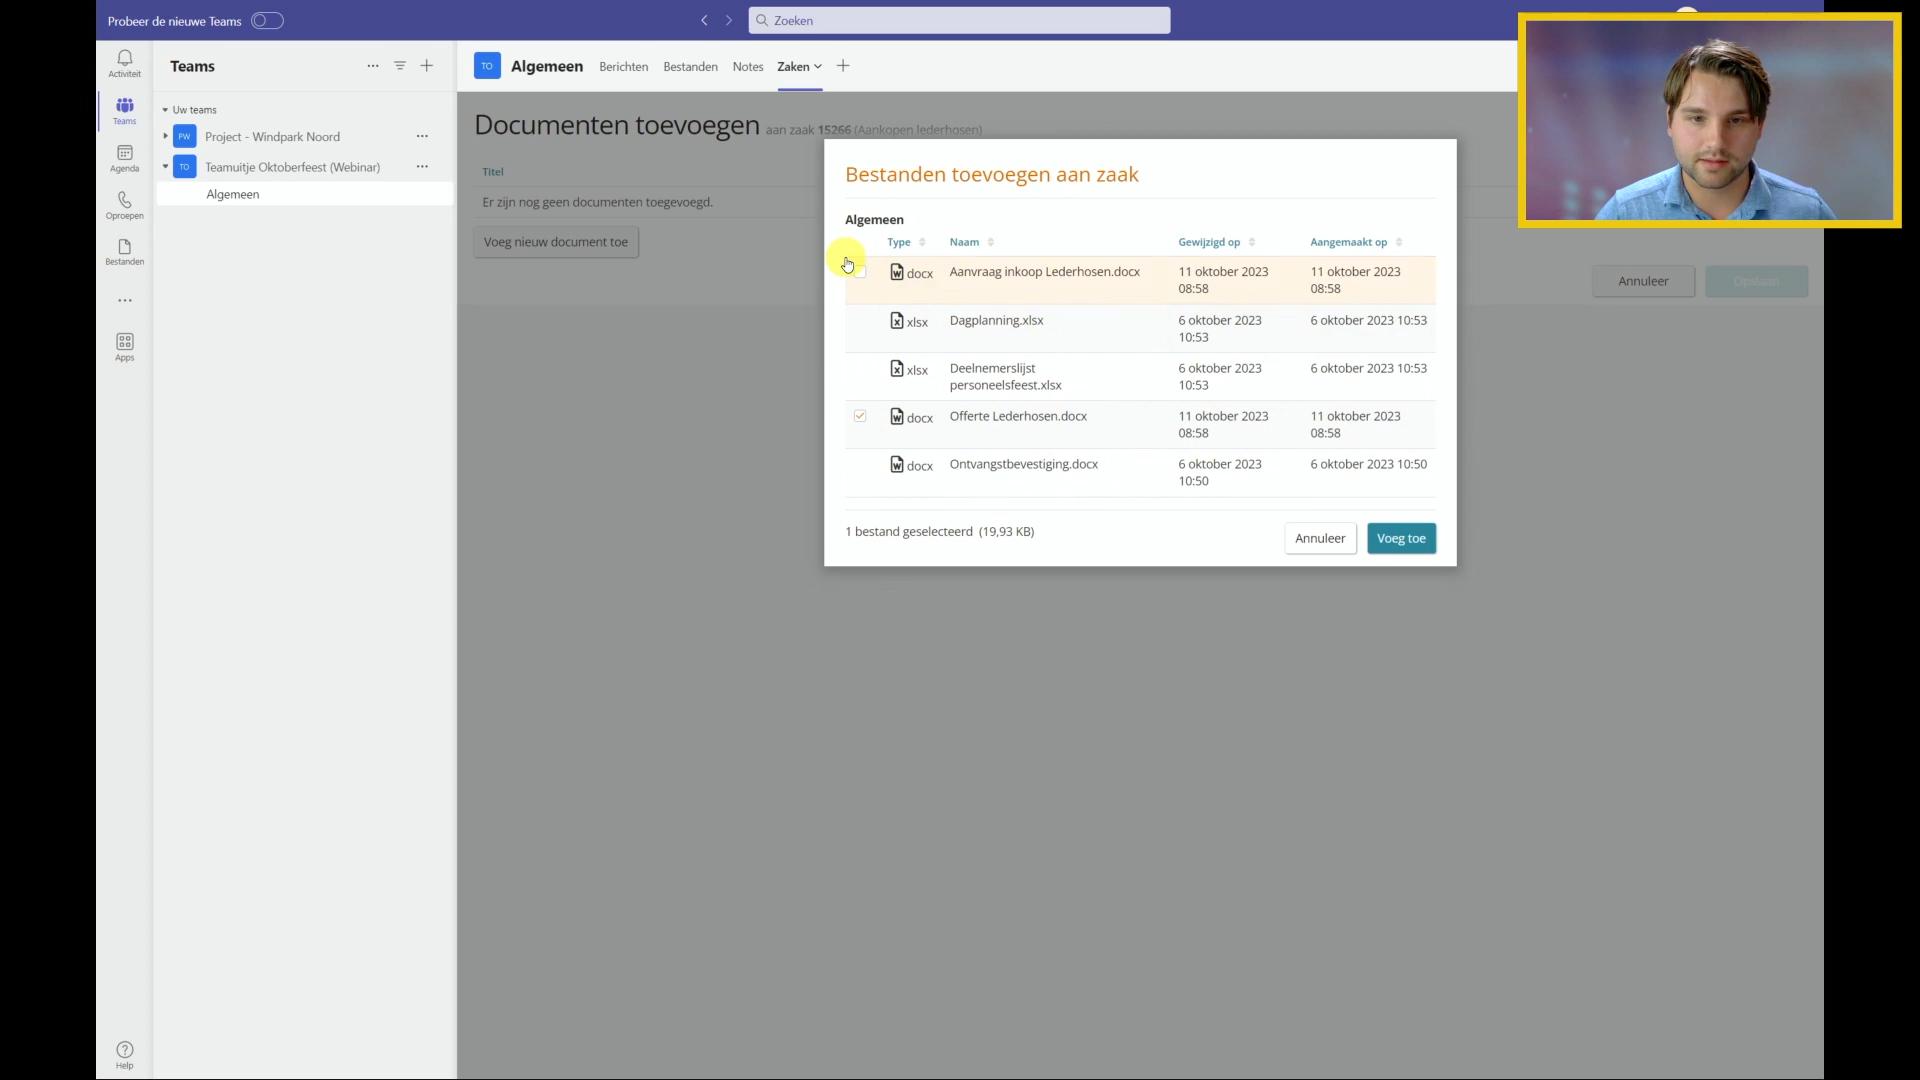 Probeer de nieuwe Teams
Zoeken
Activiteit
Teams
Agenda
Oproepen
Bestanden
Apps
Help
Teams
Uw teams
PW Project - Windpark Noord
TO Teamuitje Oktoberfeest (Webinar)
Algemeen
TO Algemeen Berichten Bestanden Notes Zaken
Documenten toevoegen aan zaak 15266 (Aankopen lederhosen)
Titel
Er zijn nog geen documenten toegevoegd.
Voeg nieuw document toe
Annuleer Opslaan
Bestanden toevoegen aan zaak
Algemeen
Type Naam Gewijzigd op Aangemaakt op
docx Aanvraag inkoop Lederhosen.docx 11 oktober 2023 11 oktober 2023
08:58 08:58
xlsx Dagplanning.xlsx 6 oktober 2023 6 oktober 2023 10:53
10:53
xlsx Deelnemerslijst 6 oktober 2023 6 oktober 2023 10:53
personeelsfeest.xlsx 10:53
docx Offerte Lederhosen.docx 11 oktober 2023 11 oktober 2023
08:58 08:58
docx Ontvangstbevestiging.docx 6 oktober 2023 6 oktober 2023 10:50
10:50
1 bestand geselecteerd (19,93 KB)
Annuleer Voeg toe